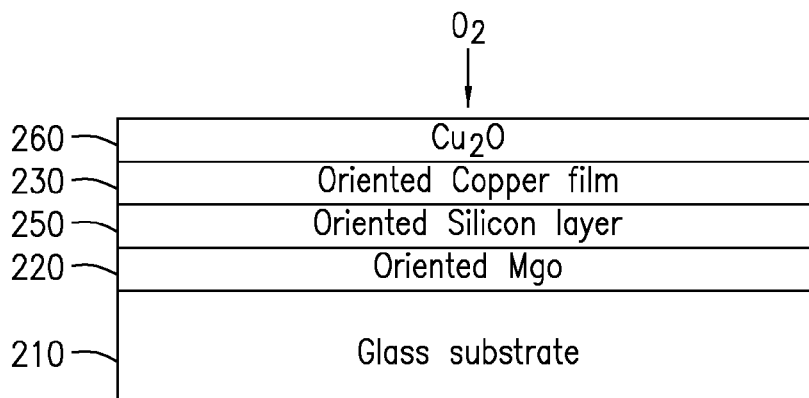 O2
260 Cu2O
230 Oriented Copper film
250 Oriented Silicon layer
220 Oriented Mgo
210 Glass substrate